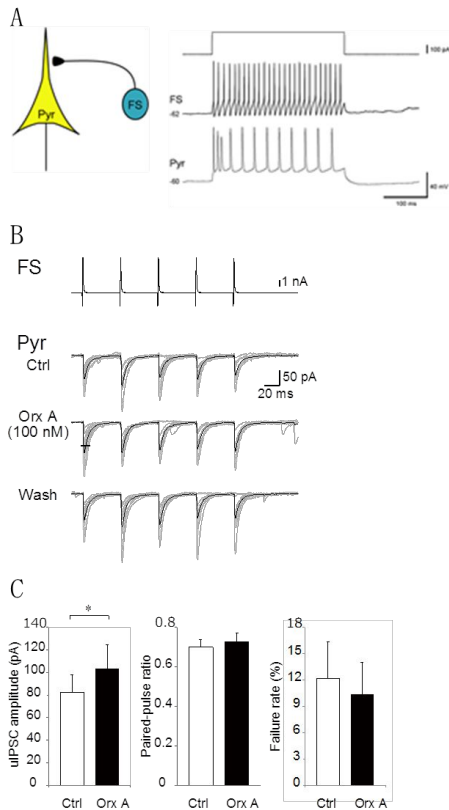 A
Pyr
FS
100 pA
FS
-62
Pyr
-60
40 mV
100 ms
B
FS
1 nA
Pyr
Ctrl
50 pA
20 ms
Orx A
(100 nM)
Wash
C
*
uIPSC amplitude (pA)
140
120
100
80
60
40
20
0
Ctrl
Orx A
Paired-pulse ratio
0.8
0.6
0.4
0.2
0
Ctrl
Orx A
Failure rate (%)
18
15
12
9
6
3
0
Ctrl
Orx A